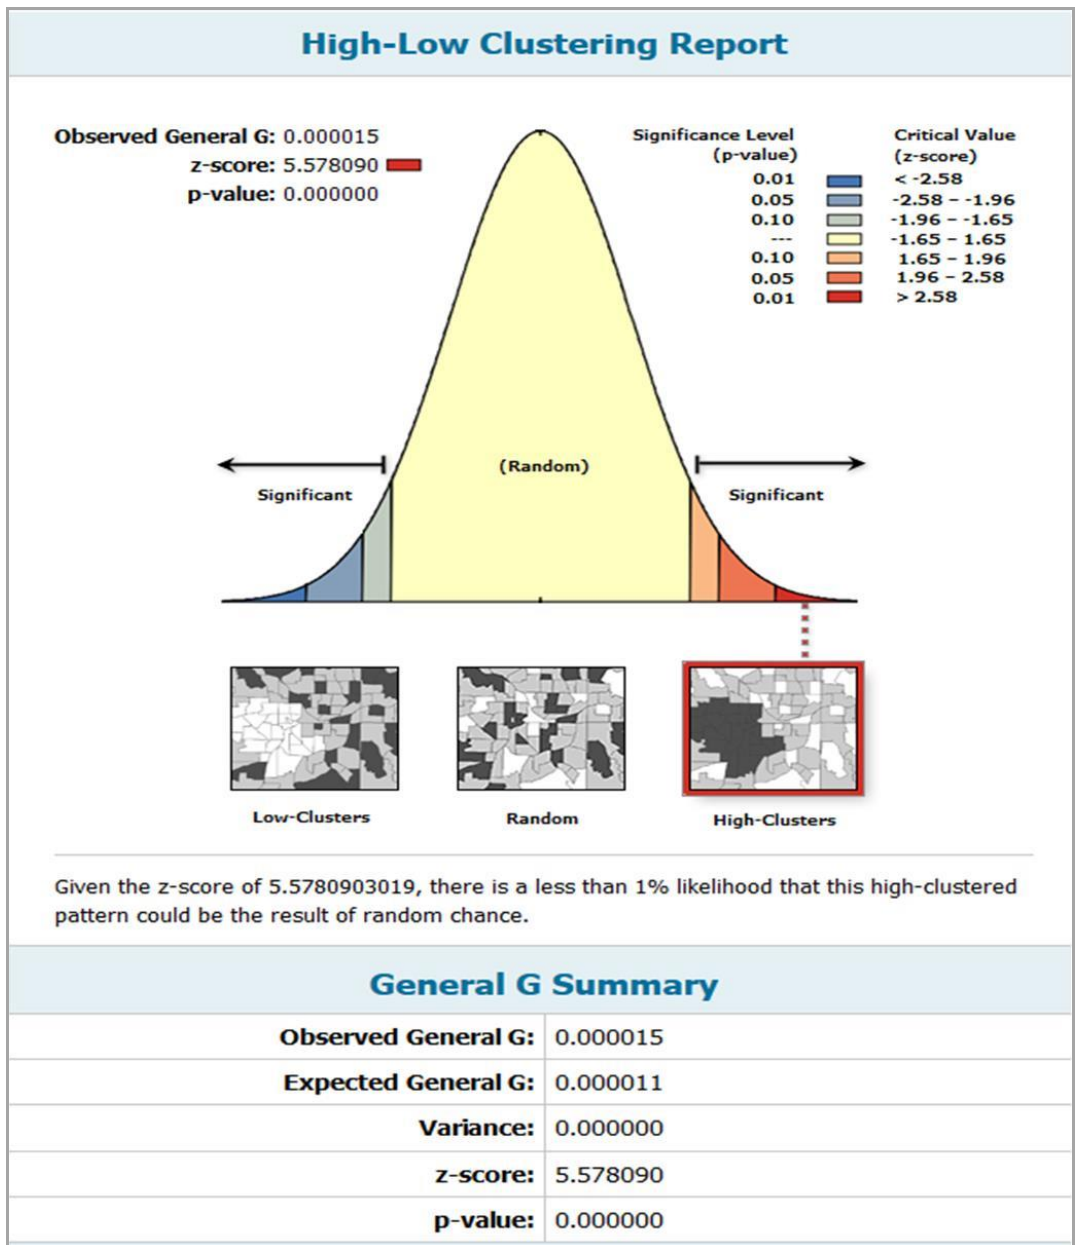 High-Low Clustering Report
Observed General G: 0.000015
z-score: 5.578090
p-value: 0.000000
Significance Level (p-value) Critical Value (z-score)
0.01 < -2.58
0.05 -2.58 – -1.96
0.10 -1.96 – -1.65
--- -1.65 – 1.65
0.10 1.65 – 1.96
0.05 1.96 – 2.58
0.01 > 2.58
(Random)
Significant
Significant
Low-Clusters
Random
High-Clusters
Given the z-score of 5.5780903019, there is a less than 1% likelihood that this high-clustered
pattern could be the result of random chance.
General G Summary
Observed General G: 0.000015
Expected General G: 0.000011
Variance: 0.000000
z-score: 5.578090
p-value: 0.000000